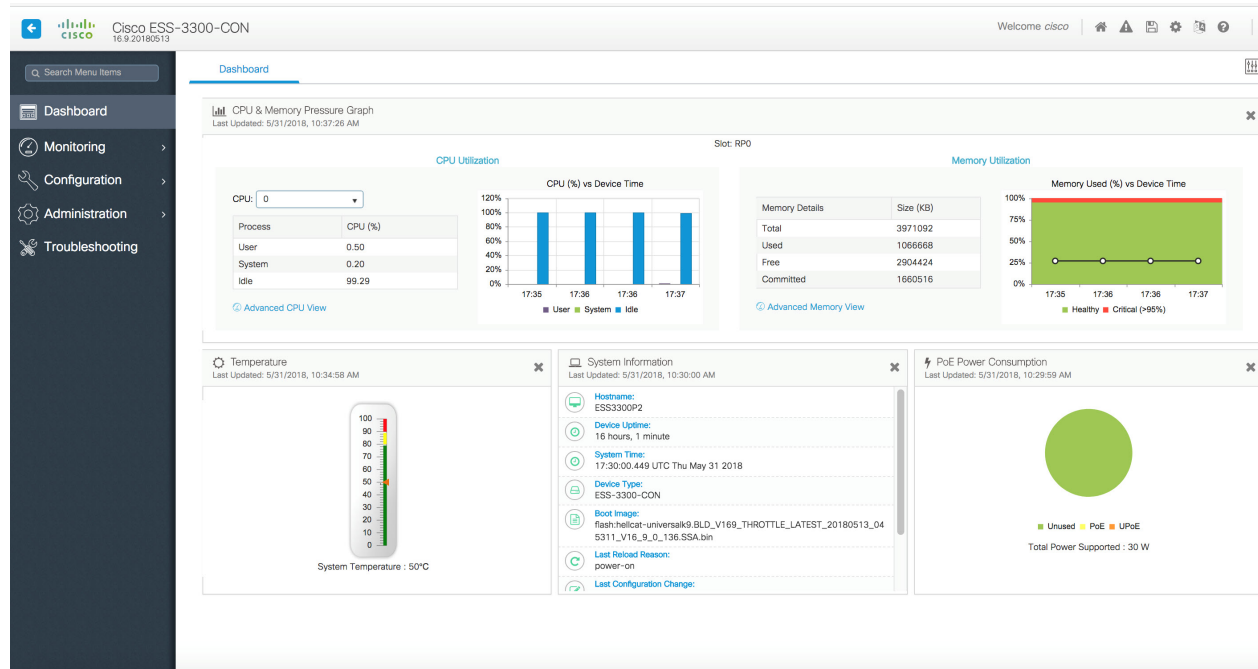 CISCO
Cisco ESS-3300-CON
16.9.20180513
Welcome cisco
Search Menu Items
Dashboard
Monitoring
Configuration
Administration
Troubleshooting
Dashboard
CPU & Memory Pressure Graph
Last Updated: 5/31/2018, 10:37:26 AM
Slot: RP0
CPU Utilization
CPU: 0
Process CPU (%)
User 0.50
System 0.20
Idle 99.29
Advanced CPU View
CPU (%) vs Device Time
120%
100%
80%
60%
40%
20%
0%
17:35 17:36 17:36 17:37
User System Idle
Memory Utilization
Memory Details Size (KB)
Total 3971092
Used 1066668
Free 2904424
Committed 1660516
Advanced Memory View
Memory Used (%) vs Device Time
100%
75%
50%
25%
0%
17:35 17:36 17:36 17:37
Healthy Critical (>95%)
Temperature
Last Updated: 5/31/2018, 10:34:58 AM
100
90
80
70
60
50
40
30
20
10
0
System Temperature : 50°C
System Information
Last Updated: 5/31/2018, 10:30:00 AM
Hostname:
ESS3300P2
Device Uptime:
16 hours, 1 minute
System Time:
17:30:00.449 UTC Thu May 31 2018
Device Type:
ESS-3300-CON
Boot Image:
flash:hellcat-universalk9.BLD_V169_THROTTLE_LATEST_20180513_04
5311_V16_9_0_136.SSA.bin
Last Reload Reason:
power-on
Last Configuration Change:
PoE Power Consumption
Last Updated: 5/31/2018, 10:29:59 AM
Unused PoE UPoE
Total Power Supported : 30 W